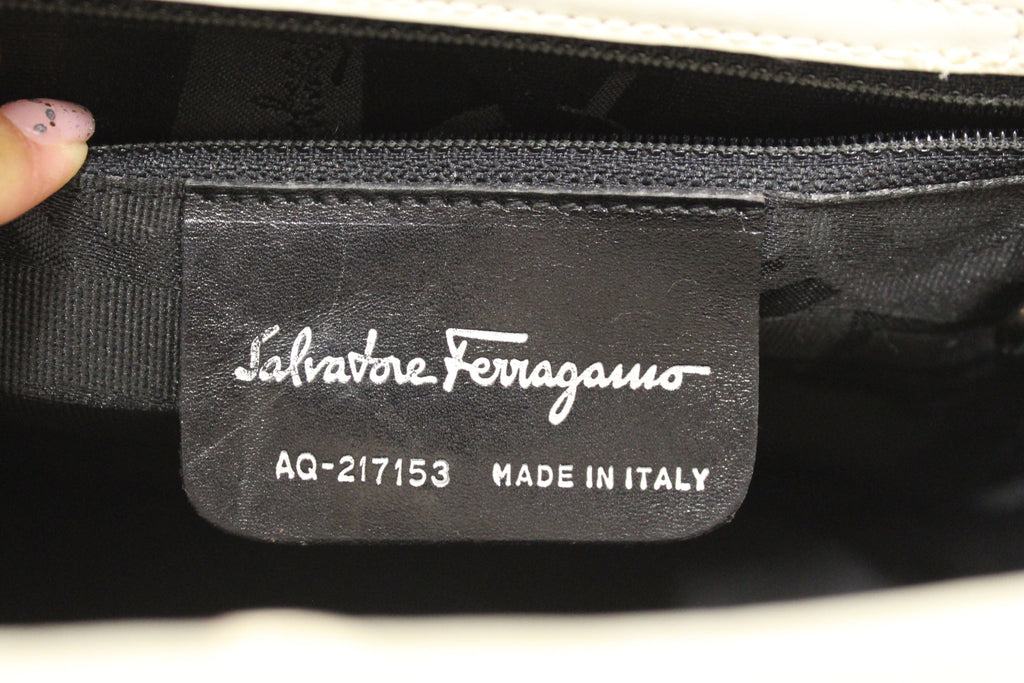 Salvatore Ferragamo
AQ-217153 MADE IN ITALY